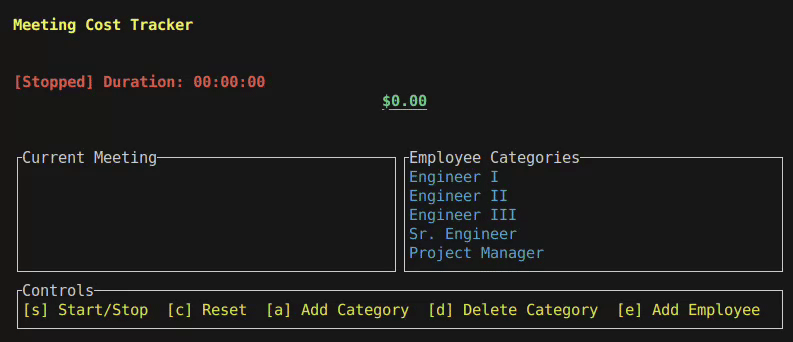 Meeting Cost Tracker
[Stopped] Duration: 00:00:00
$0.00
Current Meeting
Employee Categories
Engineer I
Engineer II
Engineer III
Sr. Engineer
Project Manager
Controls
[s] Start/Stop [c] Reset [a] Add Category [d] Delete Category [e] Add Employee